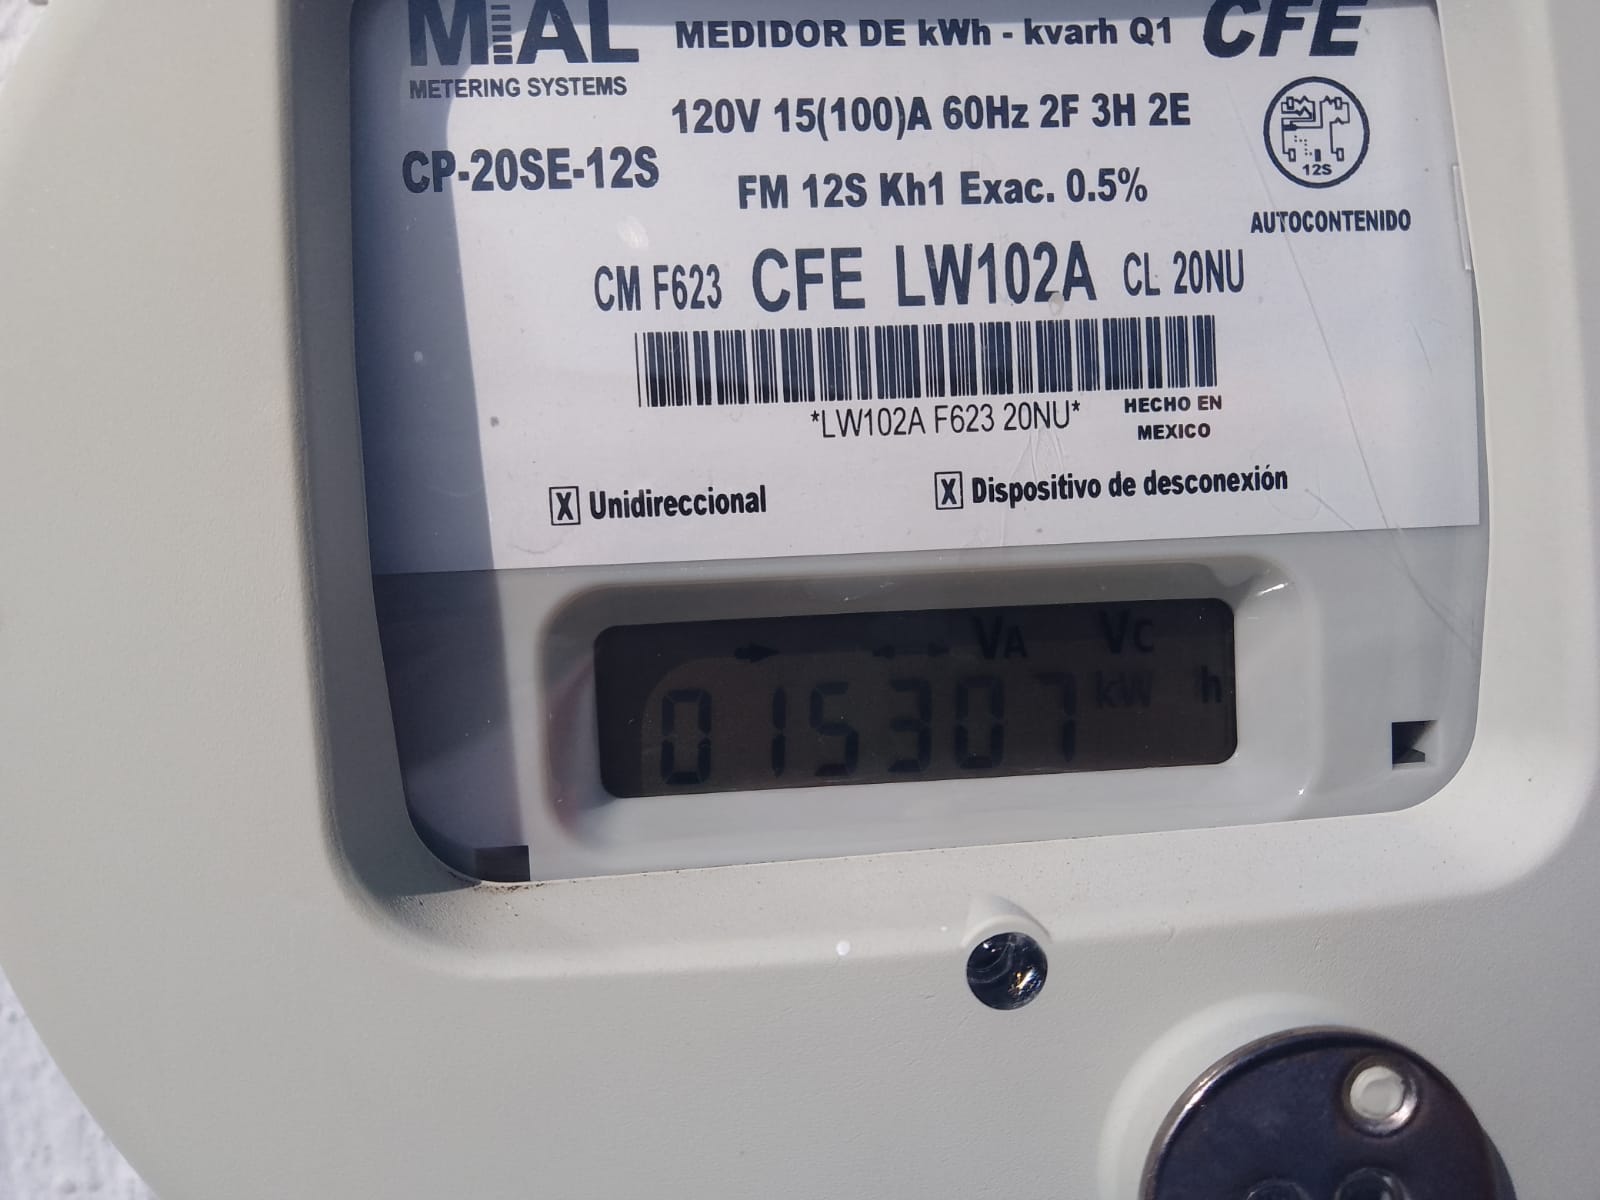 MIAL MEDIDOR DE kWh - kvarh Q1 CFE
METERING SYSTEMS
120V 15(100)A 60Hz 2F 3H 2E
CP-20SE-12S
12S
FM 12S Kh1 Exac. 0.5%
AUTOCONTENIDO
CM F623 CFE LW102A CL 20NU
*LW102A F623 20NU*
HECHO EN
MEXICO
X Unidireccional X Dispositivo de desconexión
VA VC
015307 kW h